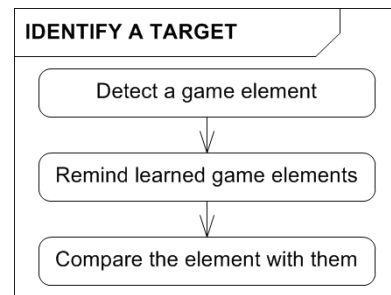 IDENTIFY A TARGET
Detect a game element
Remind learned game elements
Compare the element with them